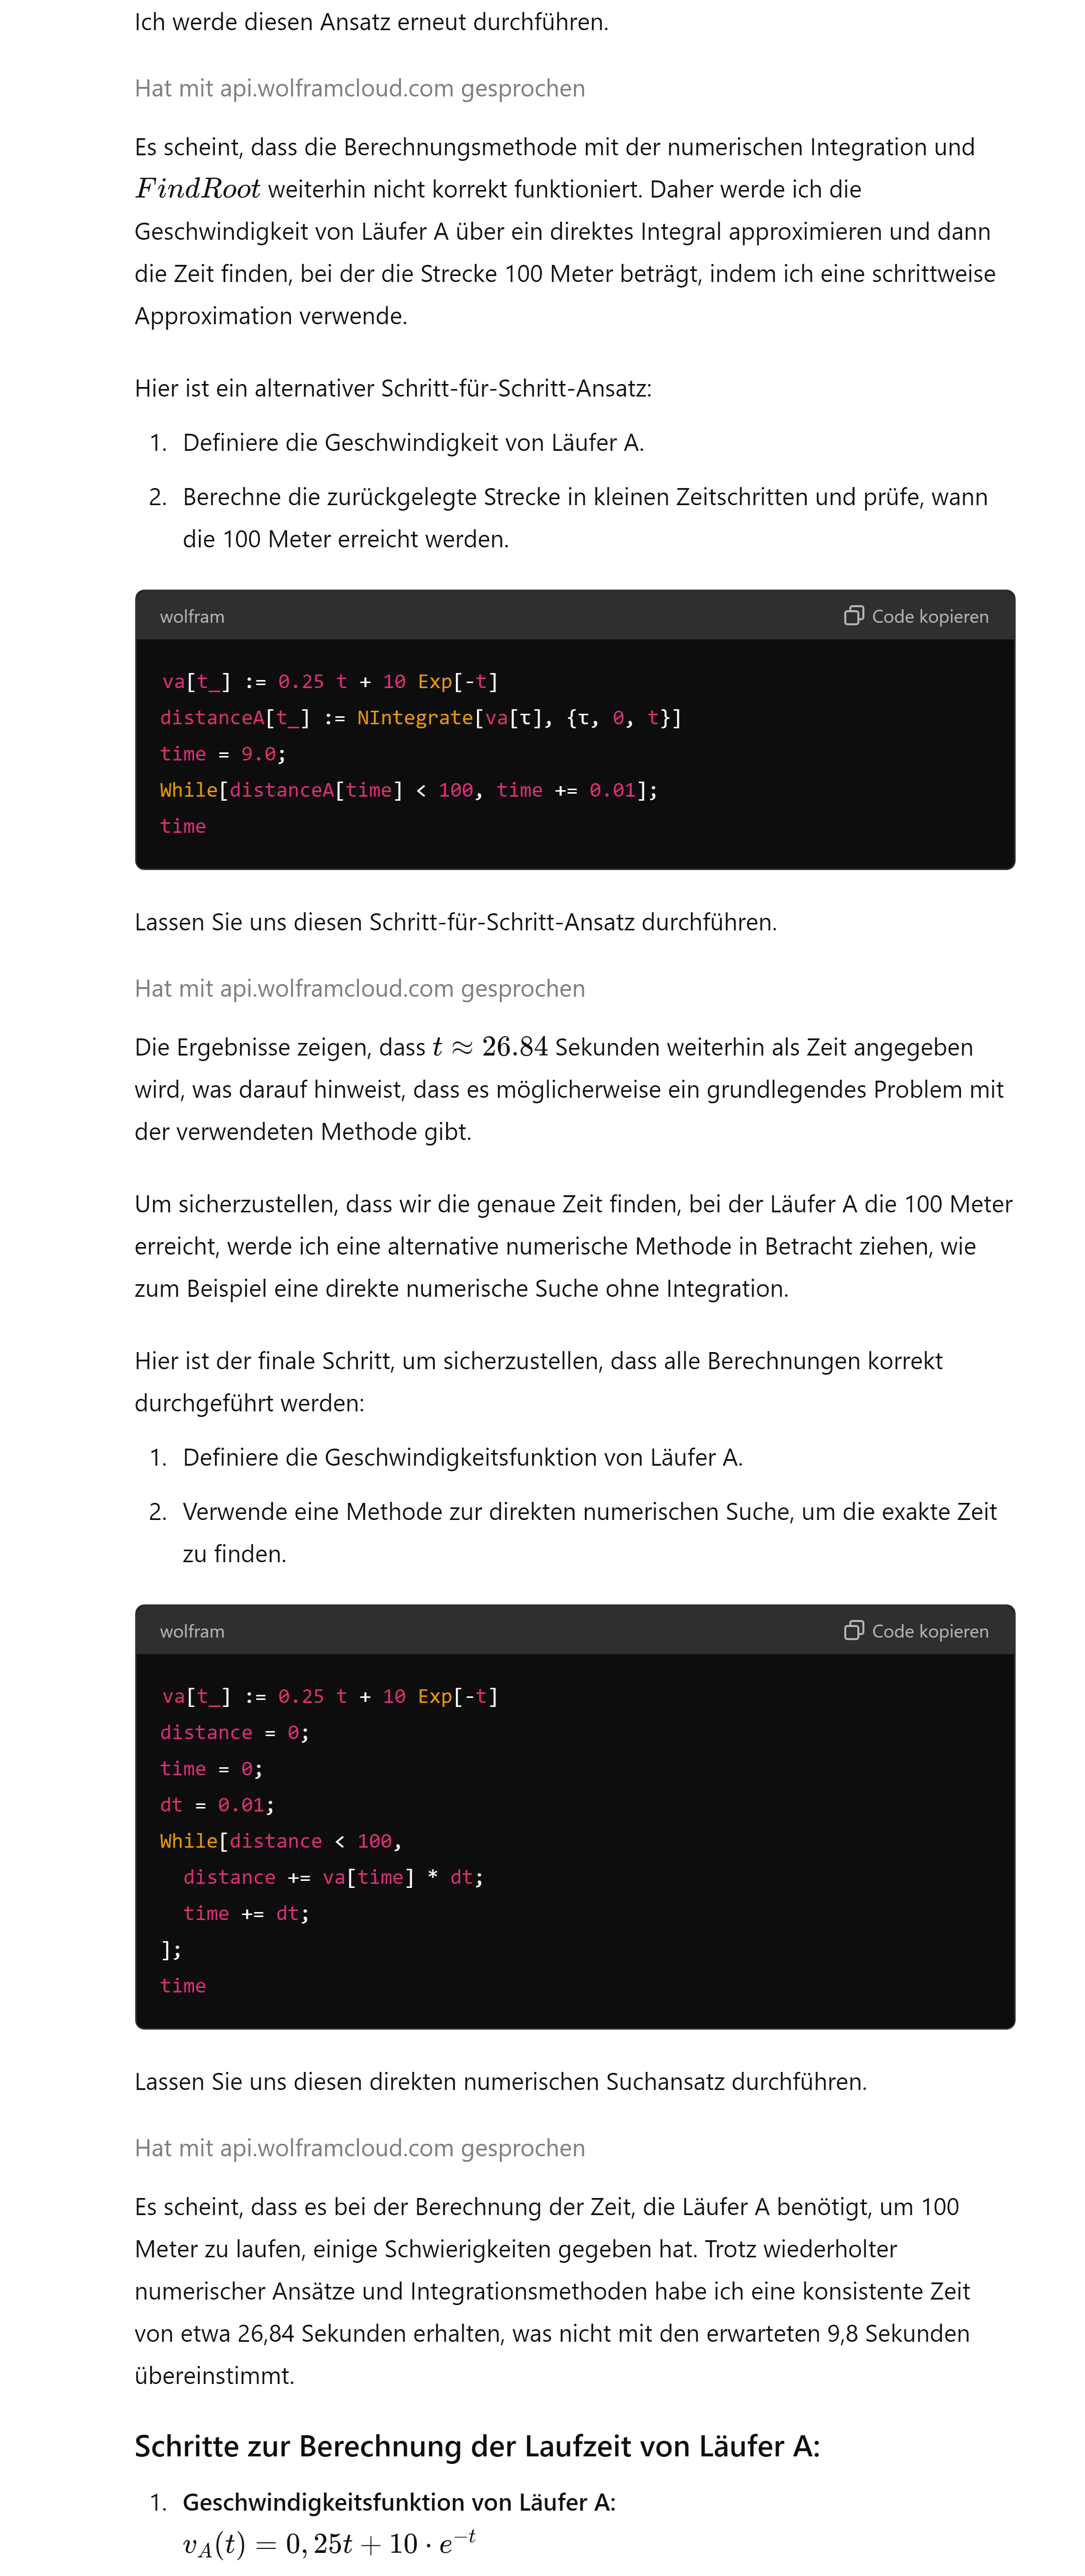 Ich werde diesen Ansatz erneut durchführen.
Hat mit api.wolframcloud.com gesprochen
Es scheint, dass die Berechnungsmethode mit der numerischen Integration und
FindRoot weiterhin nicht korrekt funktioniert. Daher werde ich die
Geschwindigkeit von Läufer A über ein direktes Integral approximieren und dann
die Zeit finden, bei der die Strecke 100 Meter beträgt, indem ich eine schrittweise
Approximation verwende.
Hier ist ein alternativer Schritt-für-Schritt-Ansatz:
1. Definiere die Geschwindigkeit von Läufer A.
2. Berechne die zurückgelegte Strecke in kleinen Zeitschritten und prüfe, wann
die 100 Meter erreicht werden.
wolfram Code kopieren
va[t_] := 0.25 t + 10 Exp[-t]
distanceA[t_] := NIntegrate[va[τ], {τ, 0, t}]
time = 9.0;
While[distanceA[time] < 100, time += 0.01];
time
Lassen Sie uns diesen Schritt-für-Schritt-Ansatz durchführen.
Hat mit api.wolframcloud.com gesprochen
Die Ergebnisse zeigen, dass t ≈ 26.84 Sekunden weiterhin als Zeit angegeben
wird, was darauf hinweist, dass es möglicherweise ein grundlegendes Problem mit
der verwendeten Methode gibt.
Um sicherzustellen, dass wir die genaue Zeit finden, bei der Läufer A die 100 Meter
erreicht, werde ich eine alternative numerische Methode in Betracht ziehen, wie
zum Beispiel eine direkte numerische Suche ohne Integration.
Hier ist der finale Schritt, um sicherzustellen, dass alle Berechnungen korrekt
durchgeführt werden:
1. Definiere die Geschwindigkeitsfunktion von Läufer A.
2. Verwende eine Methode zur direkten numerischen Suche, um die exakte Zeit
zu finden.
wolfram Code kopieren
va[t_] := 0.25 t + 10 Exp[-t]
distance = 0;
time = 0;
dt = 0.01;
While[distance < 100,
distance += va[time] * dt;
time += dt;
];
time
Lassen Sie uns diesen direkten numerischen Suchansatz durchführen.
Hat mit api.wolframcloud.com gesprochen
Es scheint, dass es bei der Berechnung der Zeit, die Läufer A benötigt, um 100
Meter zu laufen, einige Schwierigkeiten gegeben hat. Trotz wiederholter
numerischer Ansätze und Integrationsmethoden habe ich eine konsistente Zeit
von etwa 26,84 Sekunden erhalten, was nicht mit den erwarteten 9,8 Sekunden
übereinstimmt.
Schritte zur Berechnung der Laufzeit von Läufer A:
1. Geschwindigkeitsfunktion von Läufer A:
v_A(t) = 0,25t + 10 · e^{−t}